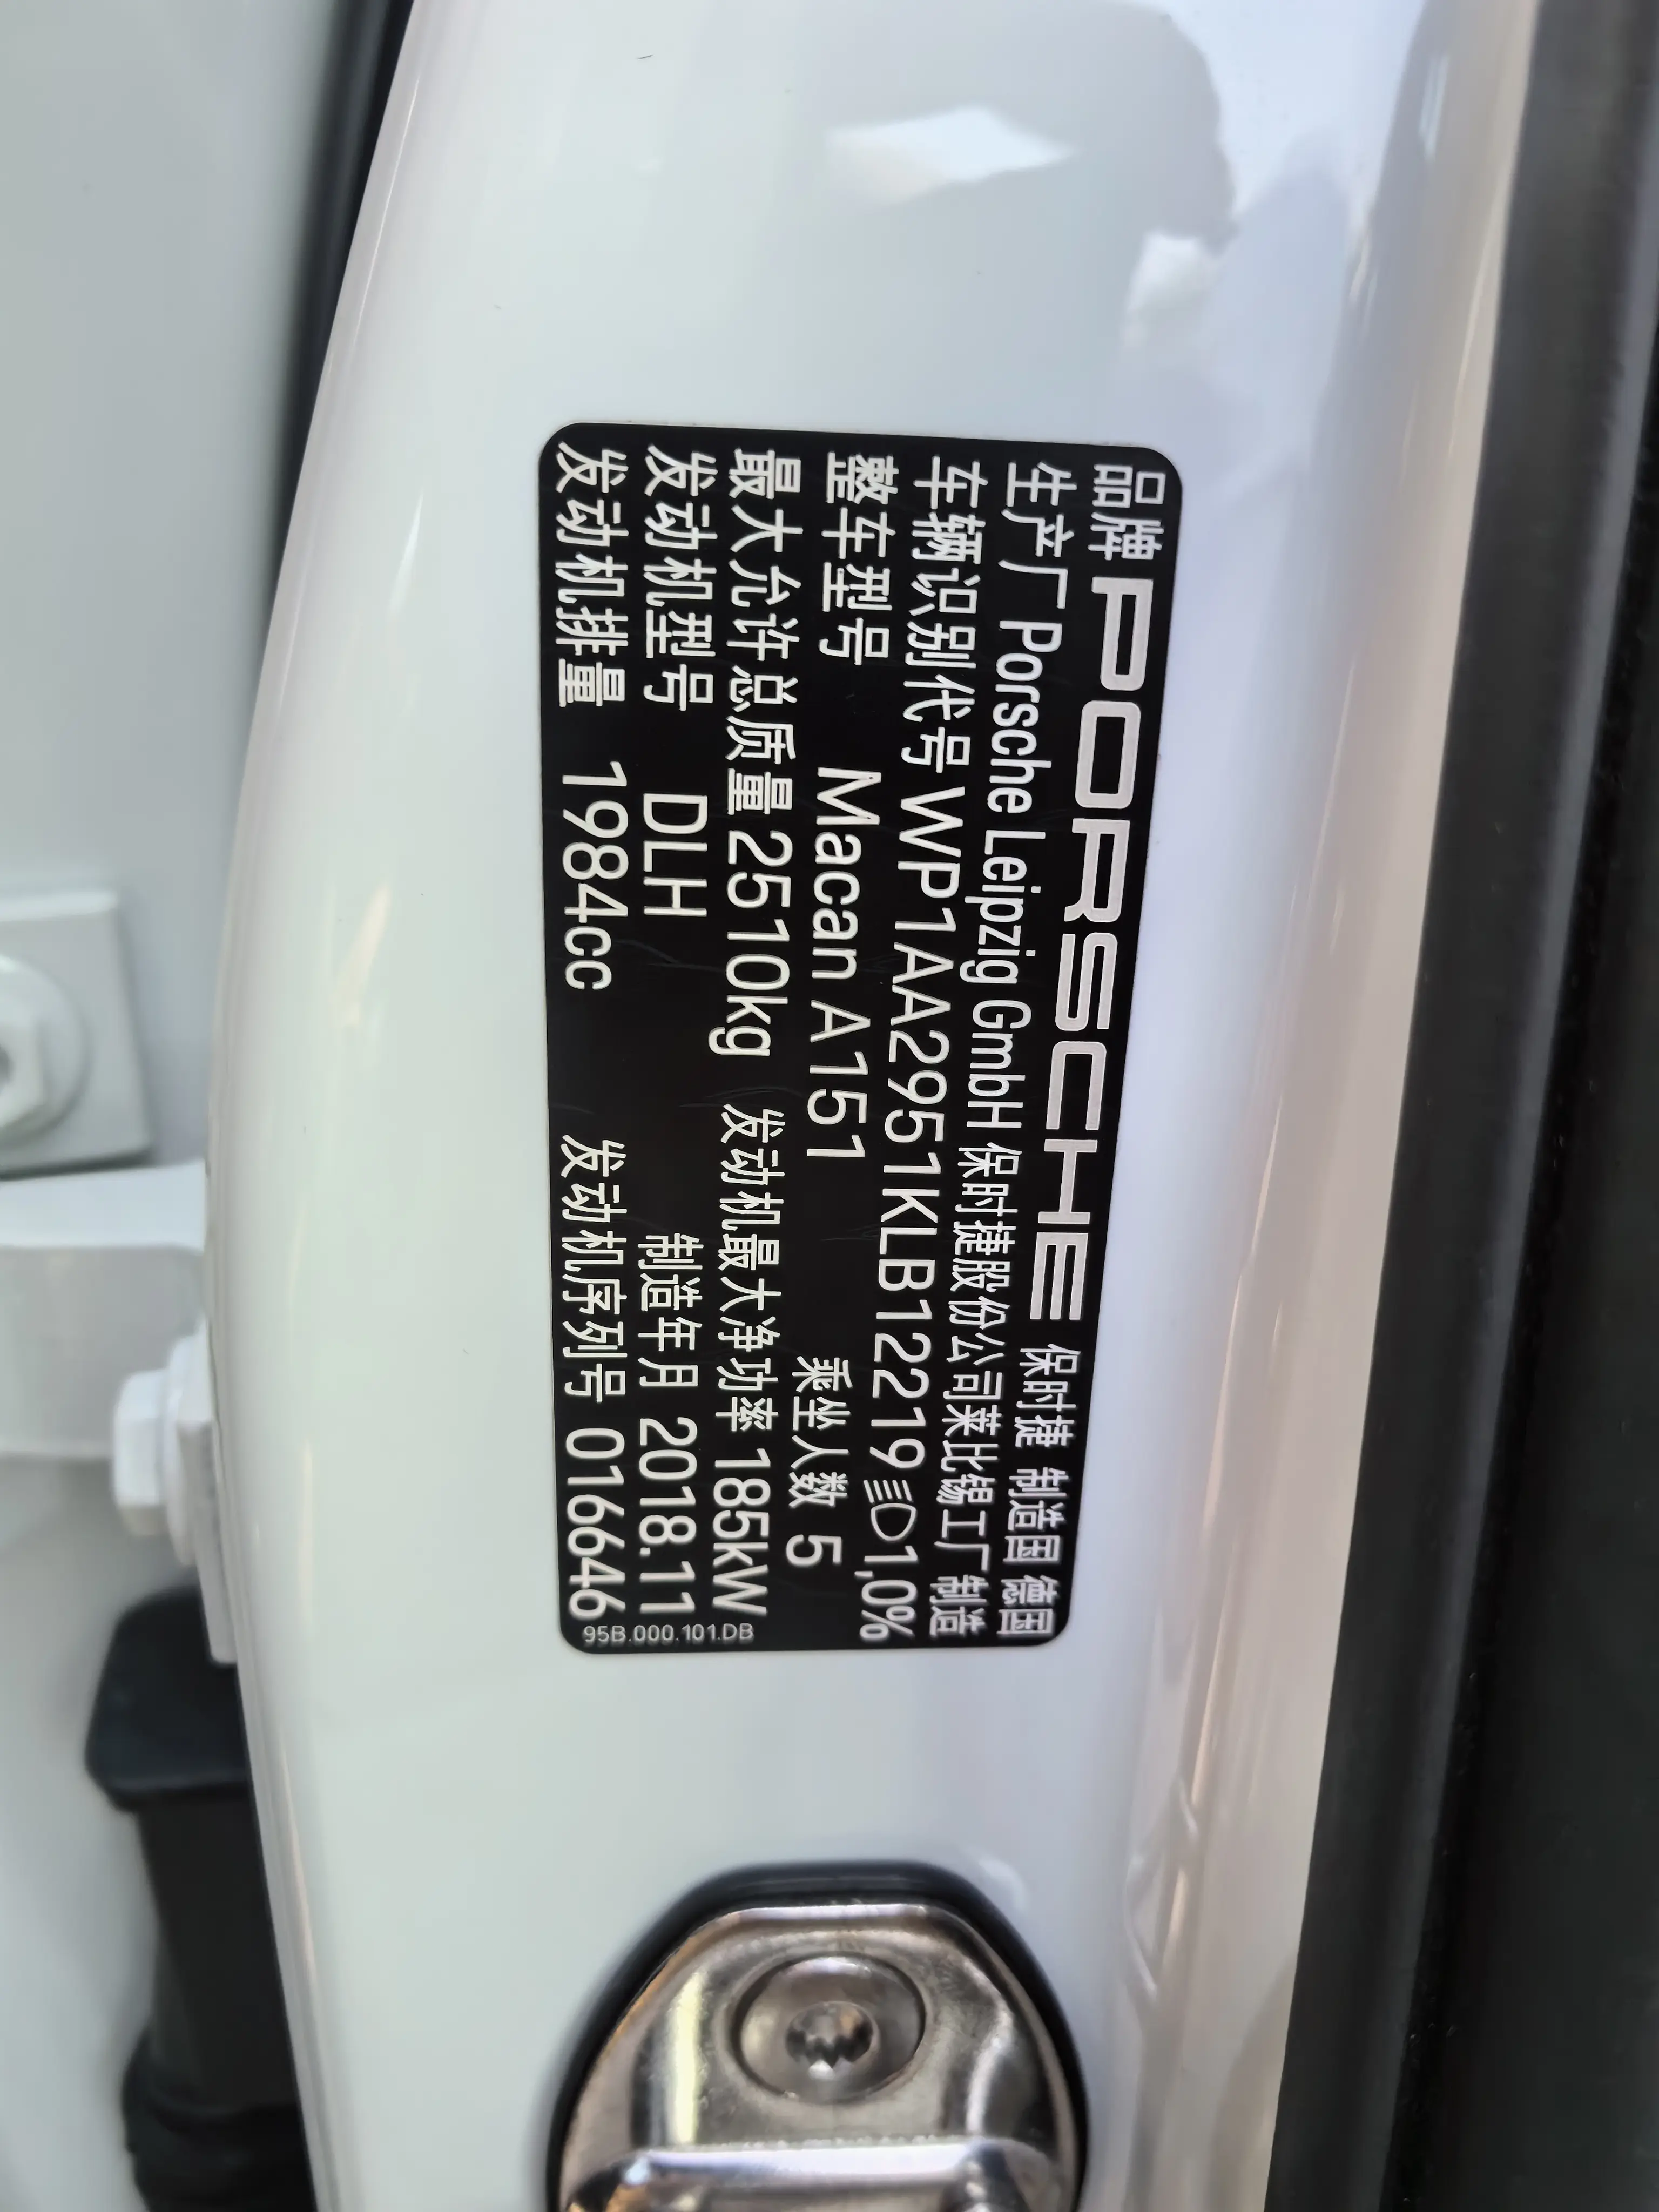 品牌 PORSCHE 保时捷 制造国 德国
生产厂 Porsche Leipzig GmbH 保时捷股份公司莱比锡工厂制造
车辆识别代号 WP1AA2951KLB12219 1,0%
整车型号 Macan A151 乘坐人数 5
最大允许总质量 2510kg 发动机最大净功率 185kW
发动机型号 DLH 制造年月 2018.11
发动机排量 1984cc 发动机序列号 016646
95B.000.101.DB